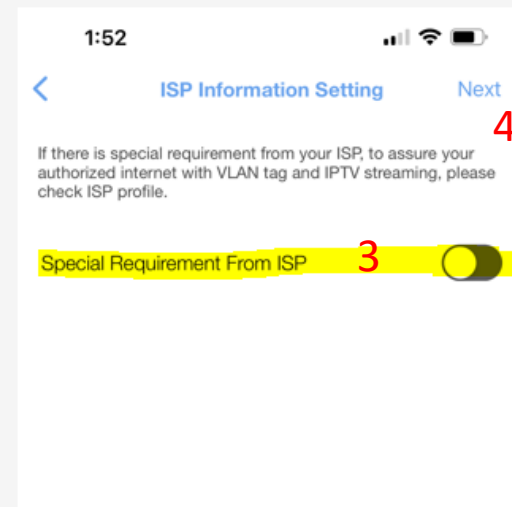 1:52
ISP Information Setting
Next
4
If there is special requirement from your ISP, to assure your
authorized internet with VLAN tag and IPTV streaming, please
check ISP profile.
Special Requirement From ISP
3